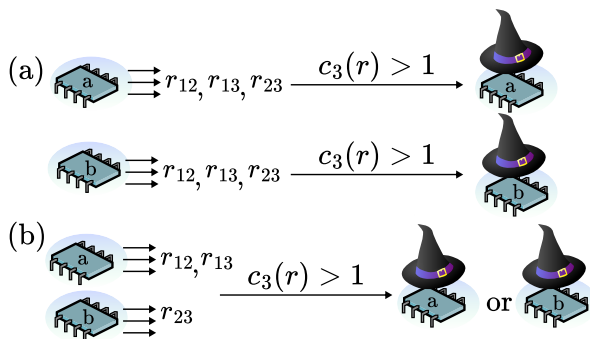 (a) a r₁₂, r₁₃, r₂₃ c₃(r) > 1 a
b r₁₂, r₁₃, r₂₃ c₃(r) > 1 b
(b) a r₁₂, r₁₃
c₃(r) > 1 a or b
b r₂₃